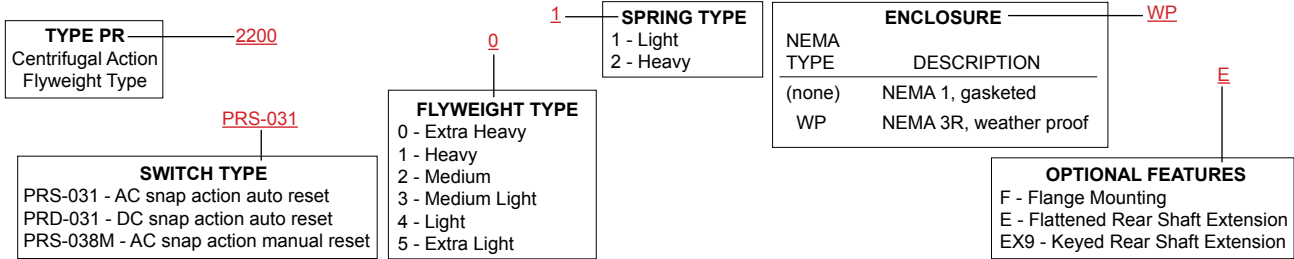 TYPE PR
Centrifugal Action
Flyweight Type
2200
PRS-031
SWITCH TYPE
PRS-031 - AC snap action auto reset
PRD-031 - DC snap action auto reset
PRS-038M - AC snap action manual reset
0
FLYWEIGHT TYPE
0 - Extra Heavy
1 - Heavy
2 - Medium
3 - Medium Light
4 - Light
5 - Extra Light
1
SPRING TYPE
1 - Light
2 - Heavy
ENCLOSURE
WP
NEMA
TYPE DESCRIPTION
(none) NEMA 1, gasketed
WP NEMA 3R, weather proof
E
OPTIONAL FEATURES
F - Flange Mounting
E - Flattened Rear Shaft Extension
EX9 - Keyed Rear Shaft Extension